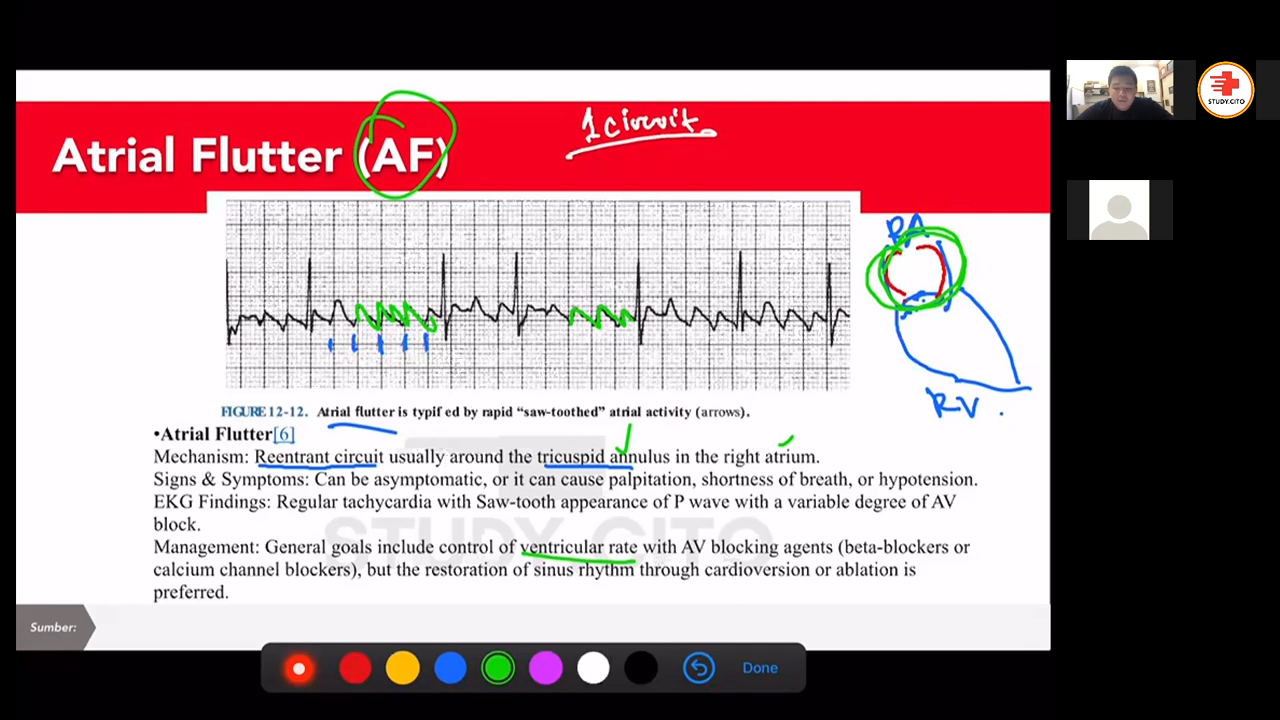 1 circuit
Atrial Flutter (AF)
STUDY.CITO
RA
RV
FIGURE 12-12. Atrial flutter is typif ed by rapid “saw-toothed” atrial activity (arrows).
•Atrial Flutter[6]
Mechanism: Reentrant circuit usually around the tricuspid annulus in the right atrium.
Signs & Symptoms: Can be asymptomatic, or it can cause palpitation, shortness of breath, or hypotension.
EKG Findings: Regular tachycardia with Saw-tooth appearance of P wave with a variable degree of AV
block.
STUDY.CITO
Management: General goals include control of ventricular rate with AV blocking agents (beta-blockers or
calcium channel blockers), but the restoration of sinus rhythm through cardioversion or ablation is
preferred.
Sumber:
Done